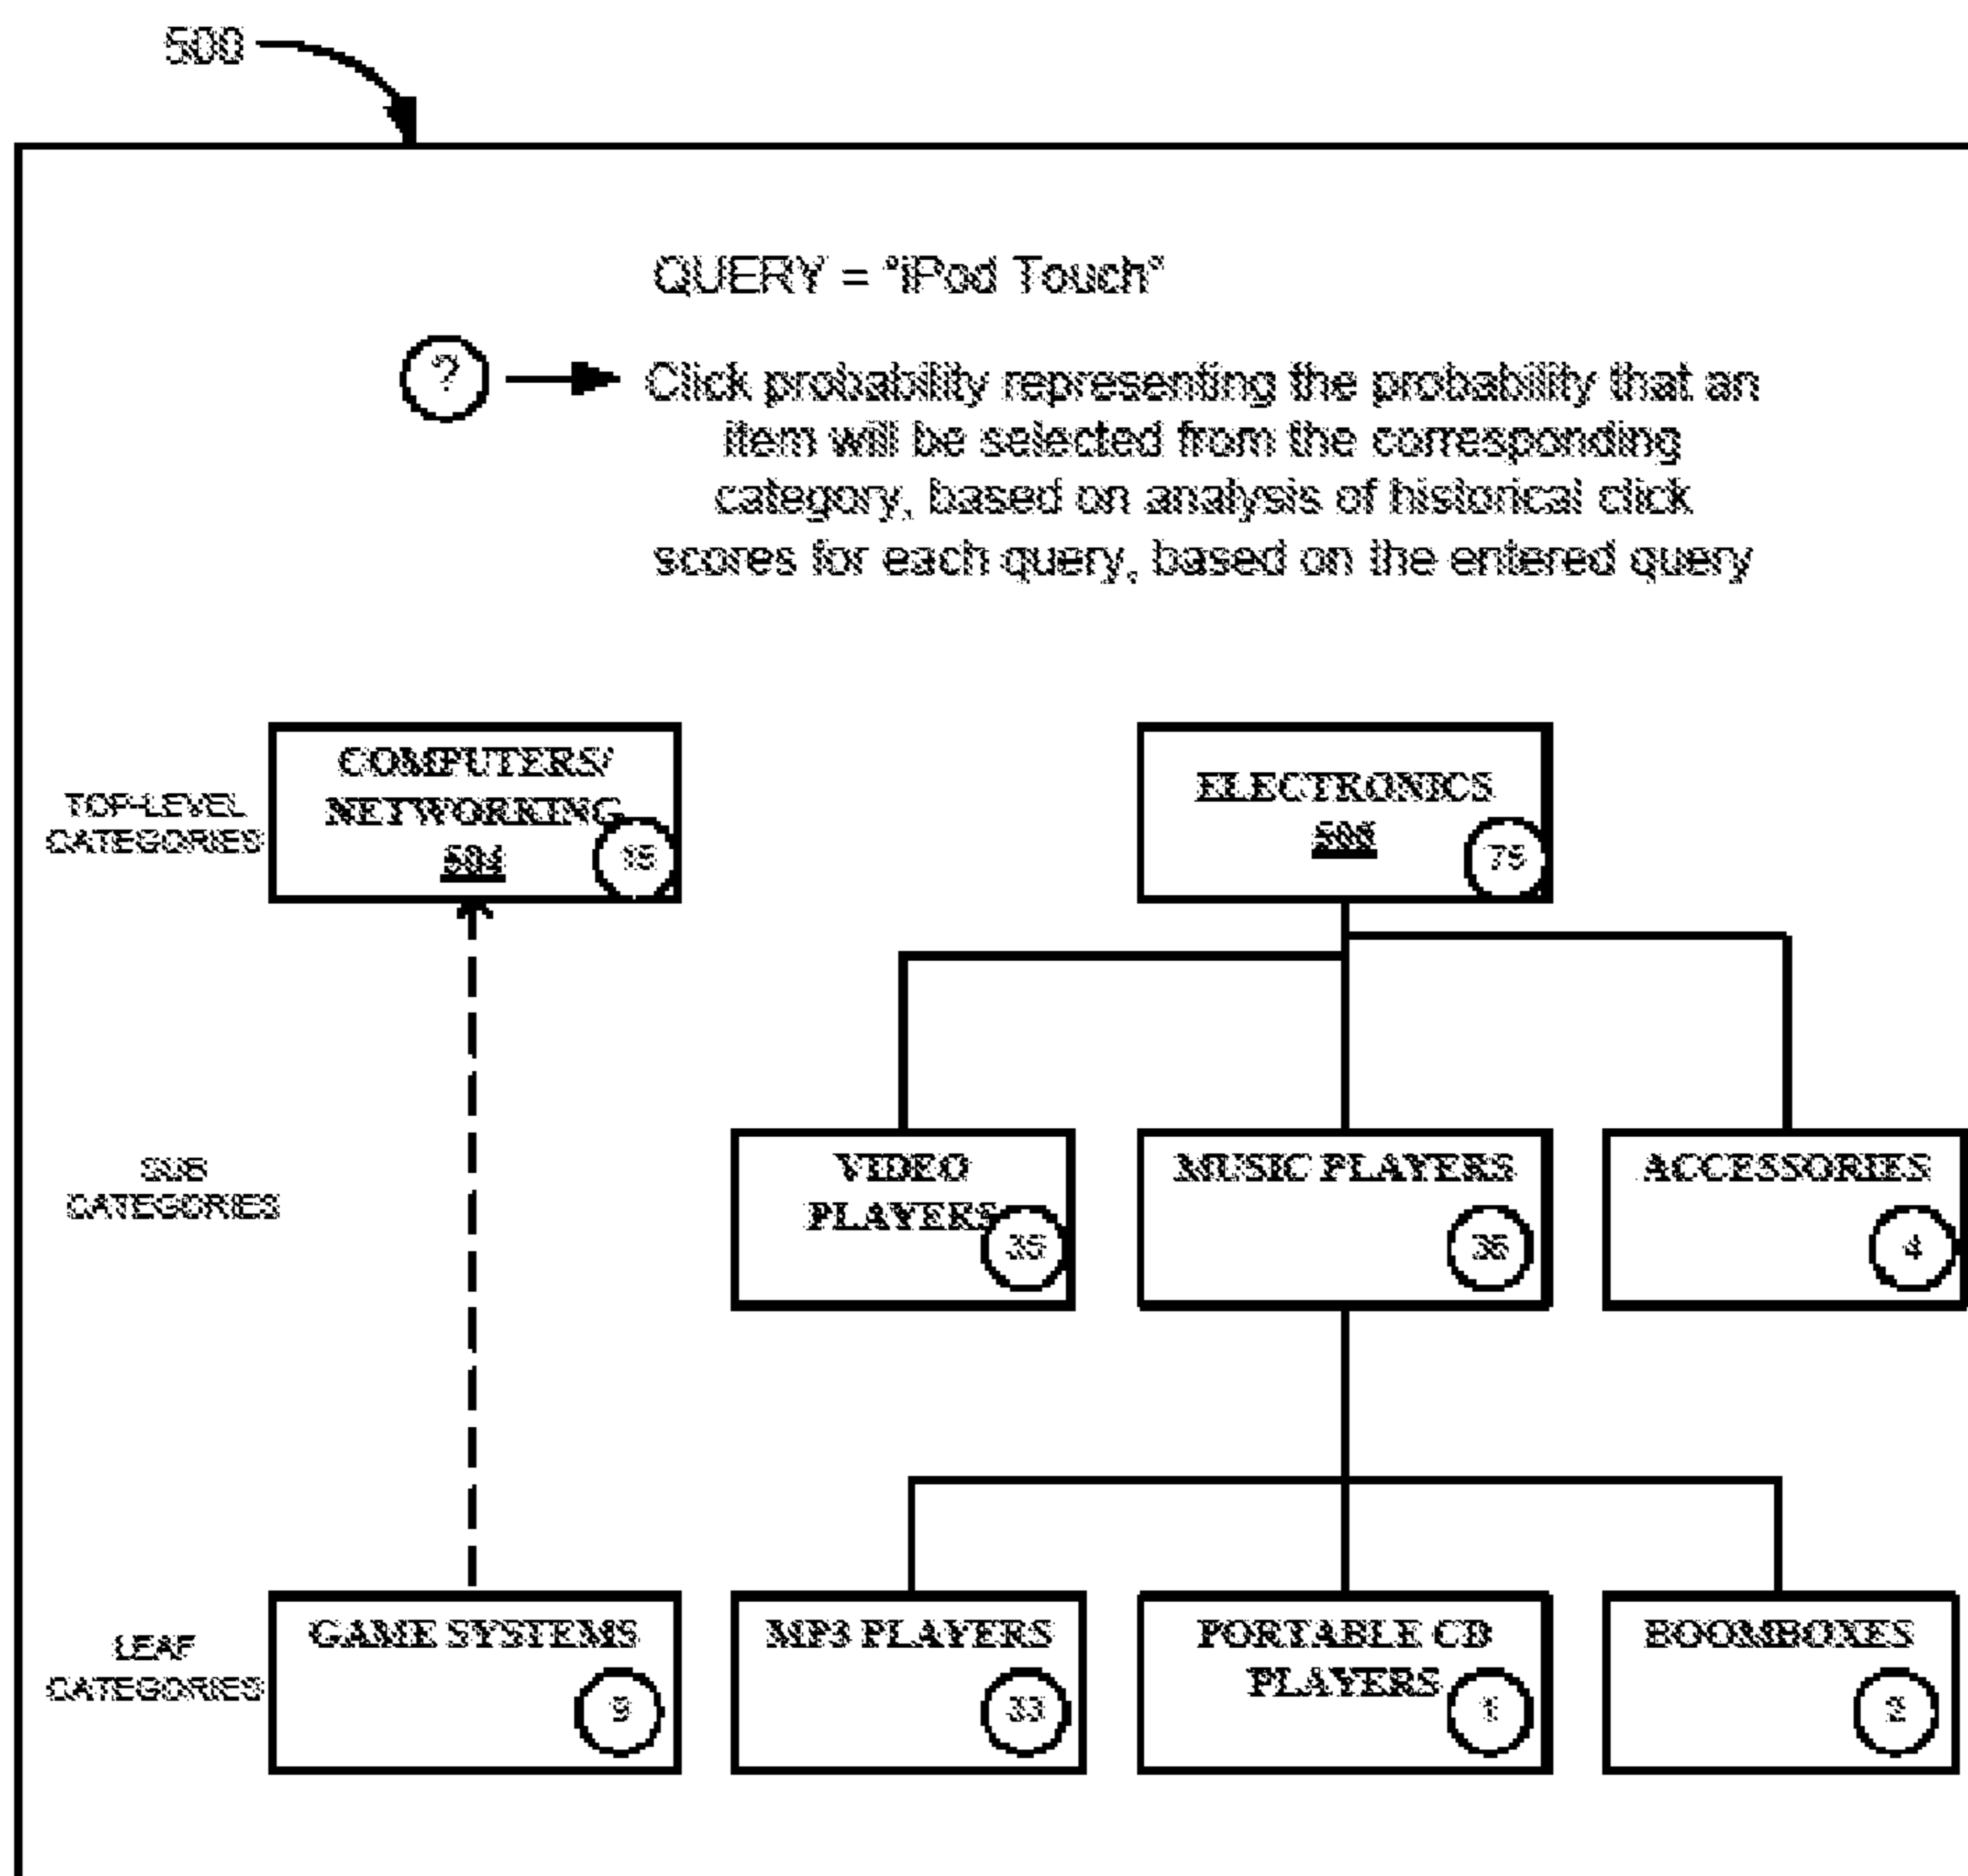 500
QUERY = "iPod Touch"
? Click probability representing the probability that an
item will be selected from the corresponding
category, based on analysis of historical click
scores for each query, based on the entered query
TOP-LEVEL
CATEGORIES
COMPUTERS/
NETWORKING
504
ELECTRONICS
75
SUB
CATEGORIES
VIDEO
PLAYERS
35
MUSIC PLAYERS
36
ACCESSORIES
4
LEAF
CATEGORIES
GAME SYSTEMS
MP3 PLAYERS
33
PORTABLE CD
PLAYERS
1
BOOMBOXES
2